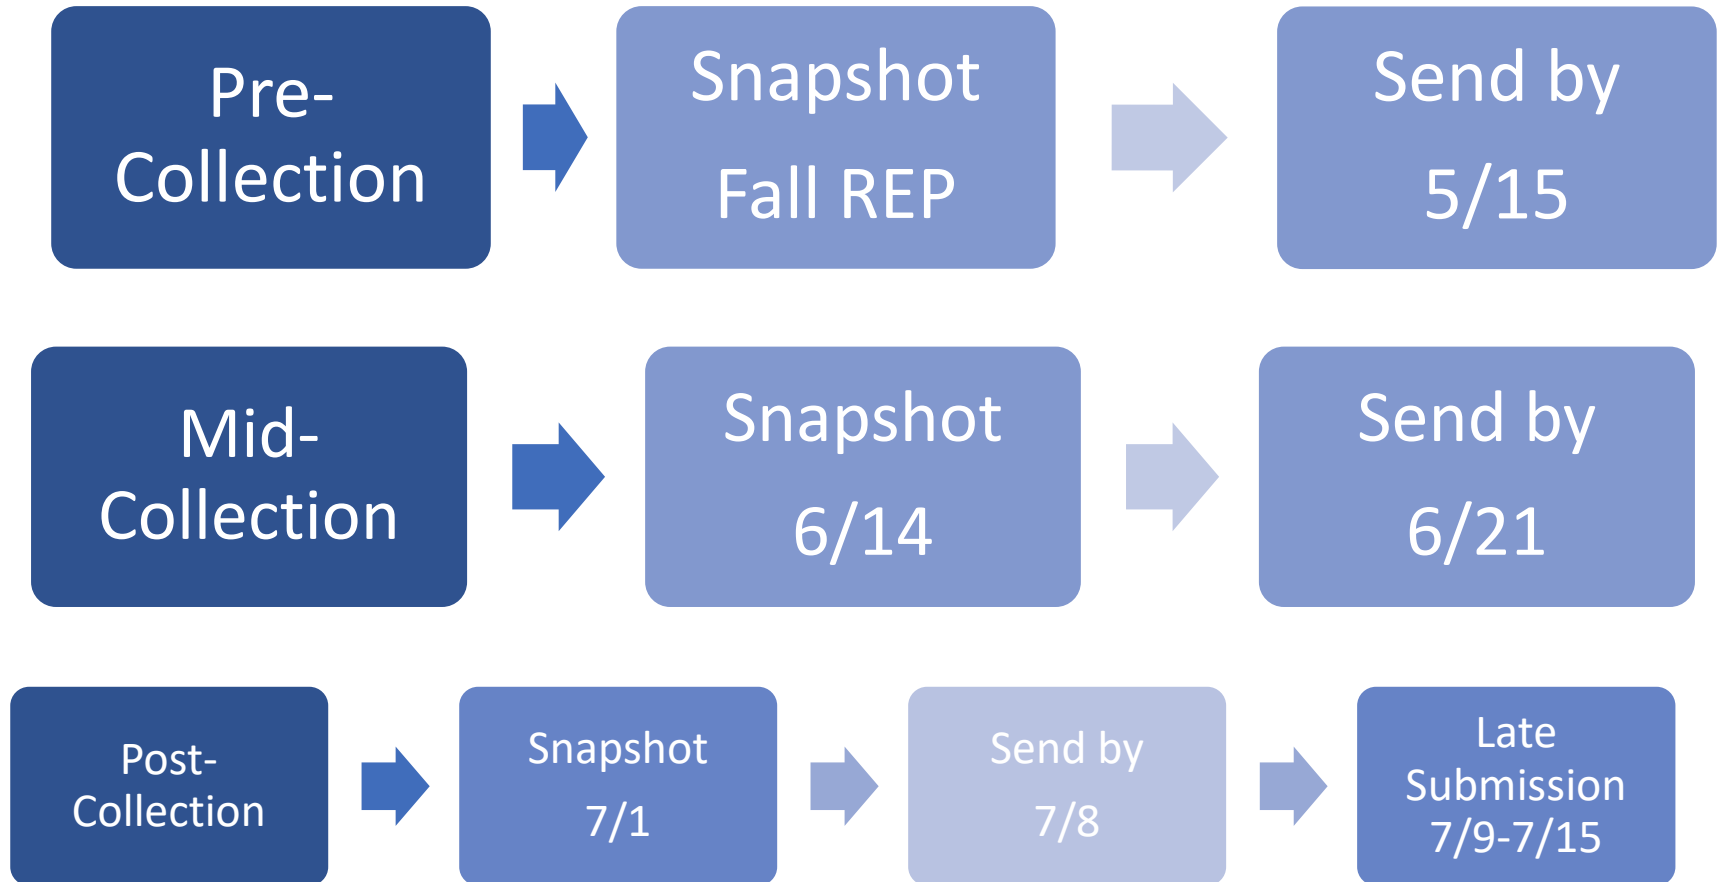 Pre-
Collection
Snapshot
Fall REP
Send by
5/15
Mid-
Collection
Snapshot
6/14
Send by
6/21
Post-
Collection
Snapshot
7/1
Send by
7/8
Late
Submission
7/9-7/15